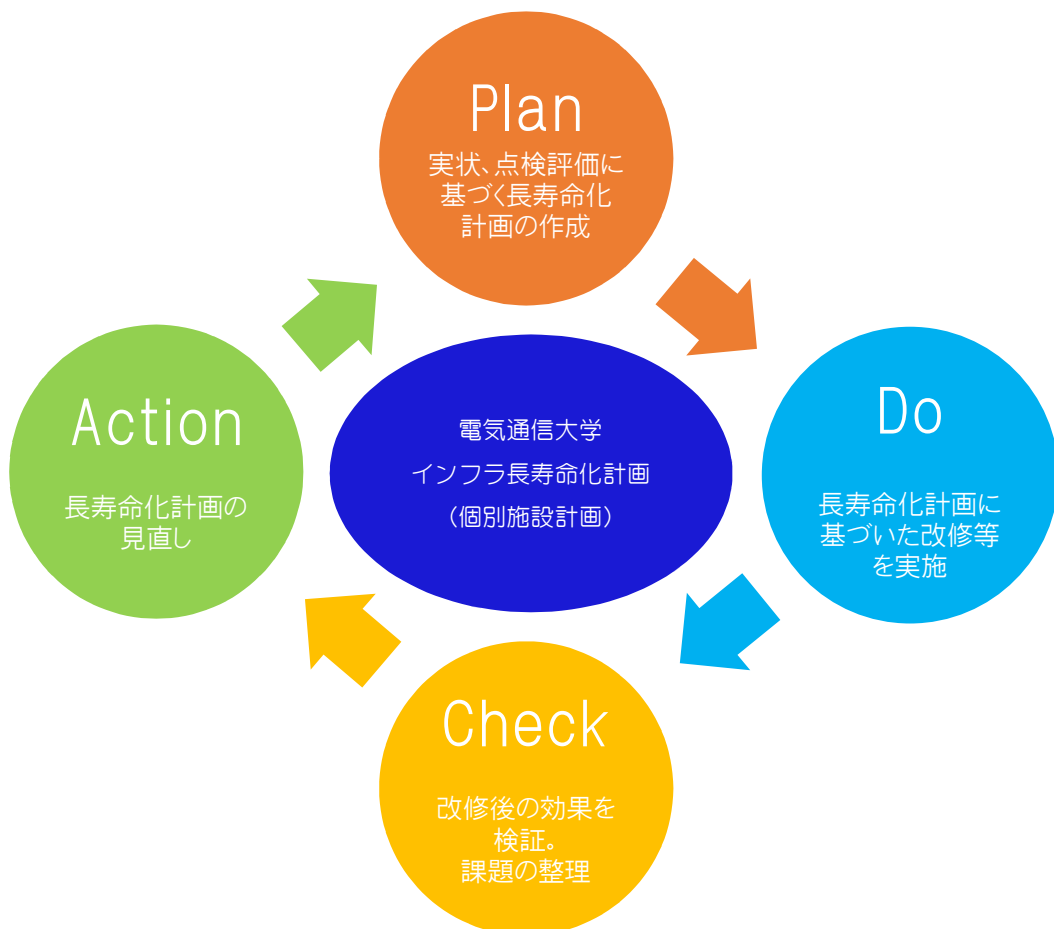 Plan
実状、点検評価に
基づく長寿命化
計画の作成
Action
長寿命化計画の
見直し
電気通信大学
インフラ長寿命化計画
（個別施設計画）
Do
長寿命化計画に
基づいた改修等
を実施
Check
改修後の効果を
検証。
課題の整理